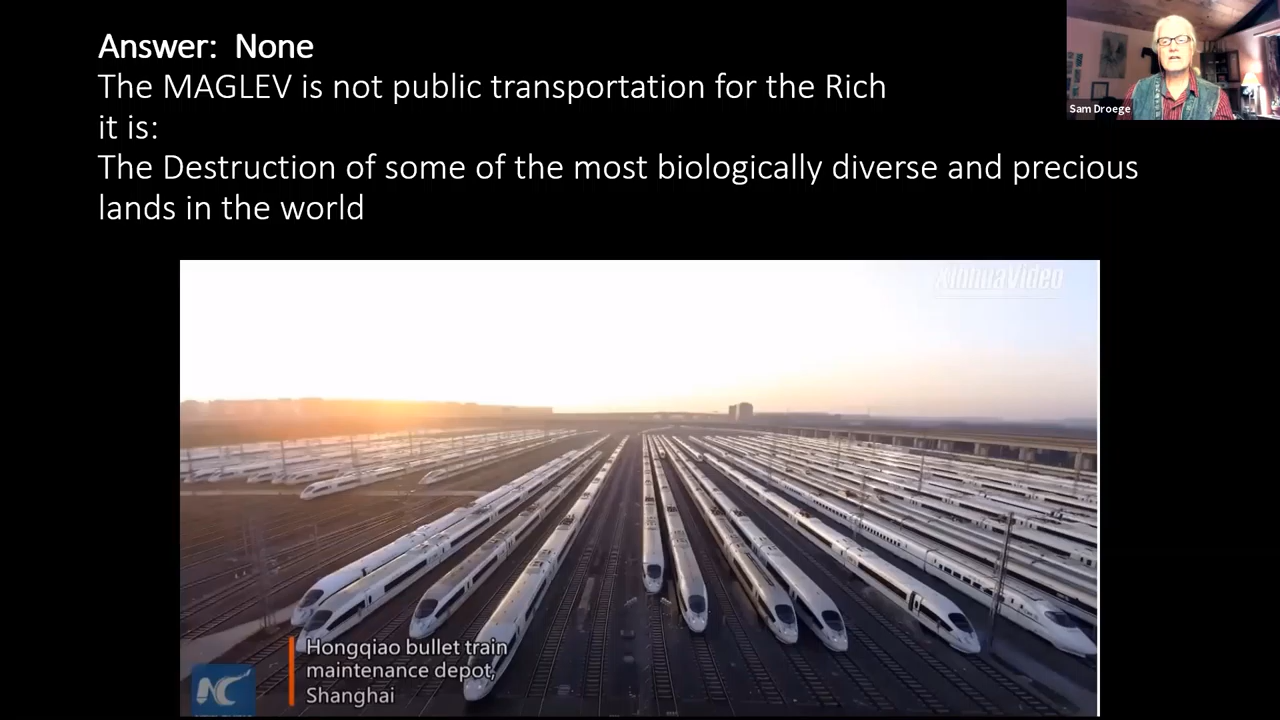 Answer: None
The MAGLEV is not public transportation for the Rich
it is:
The Destruction of some of the most biologically diverse and precious
lands in the world
Sam Droege
XinhuaVideo
Hongqiao bullet train
maintenance depot,
Shanghai
NC